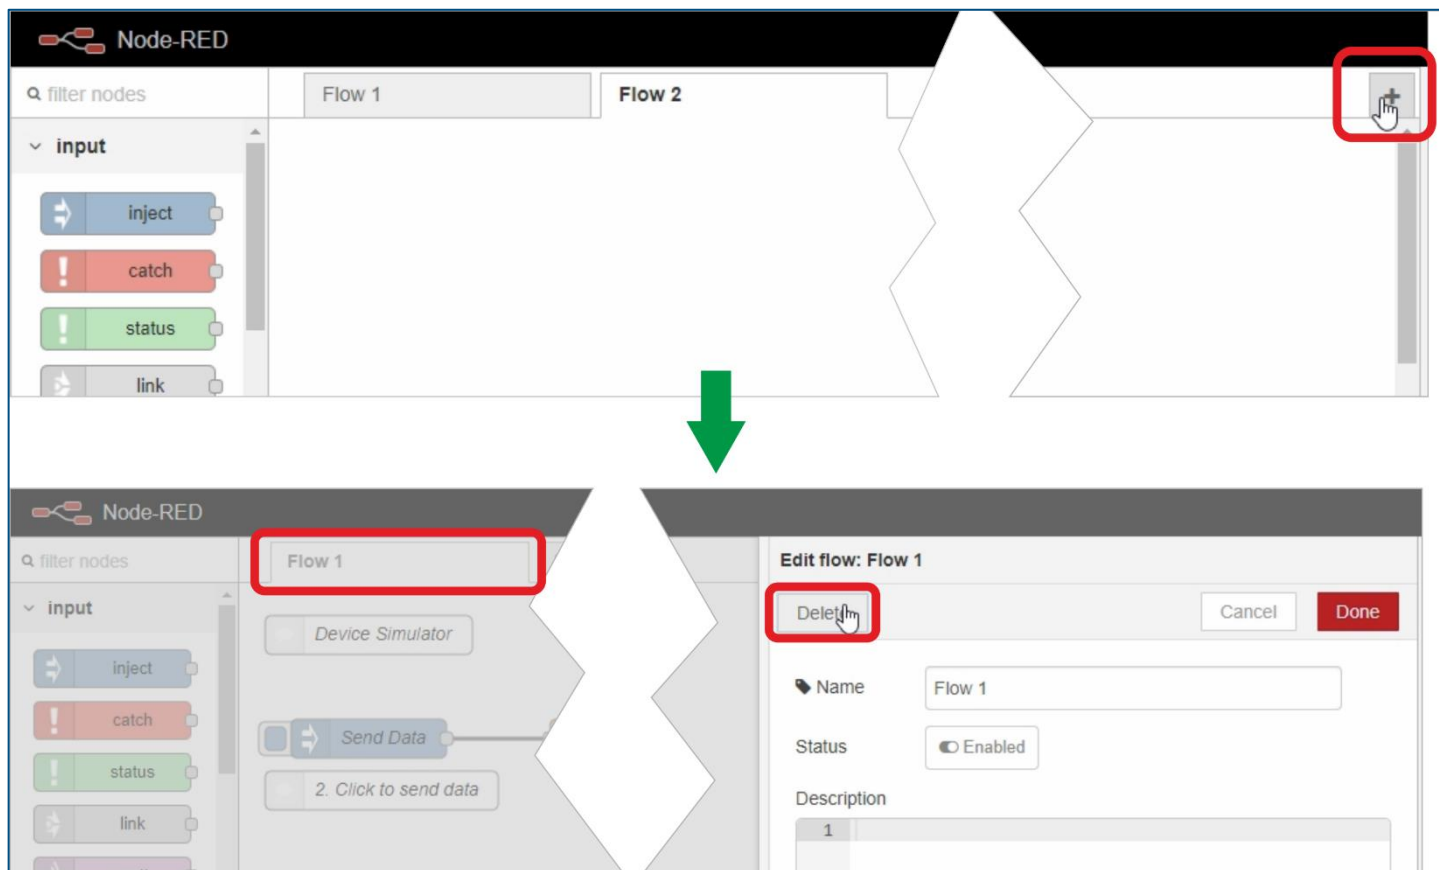 Node-RED
filter nodes
Flow 1
Flow 2
+
input
inject
catch
status
link
Node-RED
filter nodes
Flow 1
Edit flow: Flow 1
input
Device Simulator
Cancel
Done
inject
Name
Flow 1
catch
Send Data
Status
Enabled
status
2. Click to send data
Description
link
1